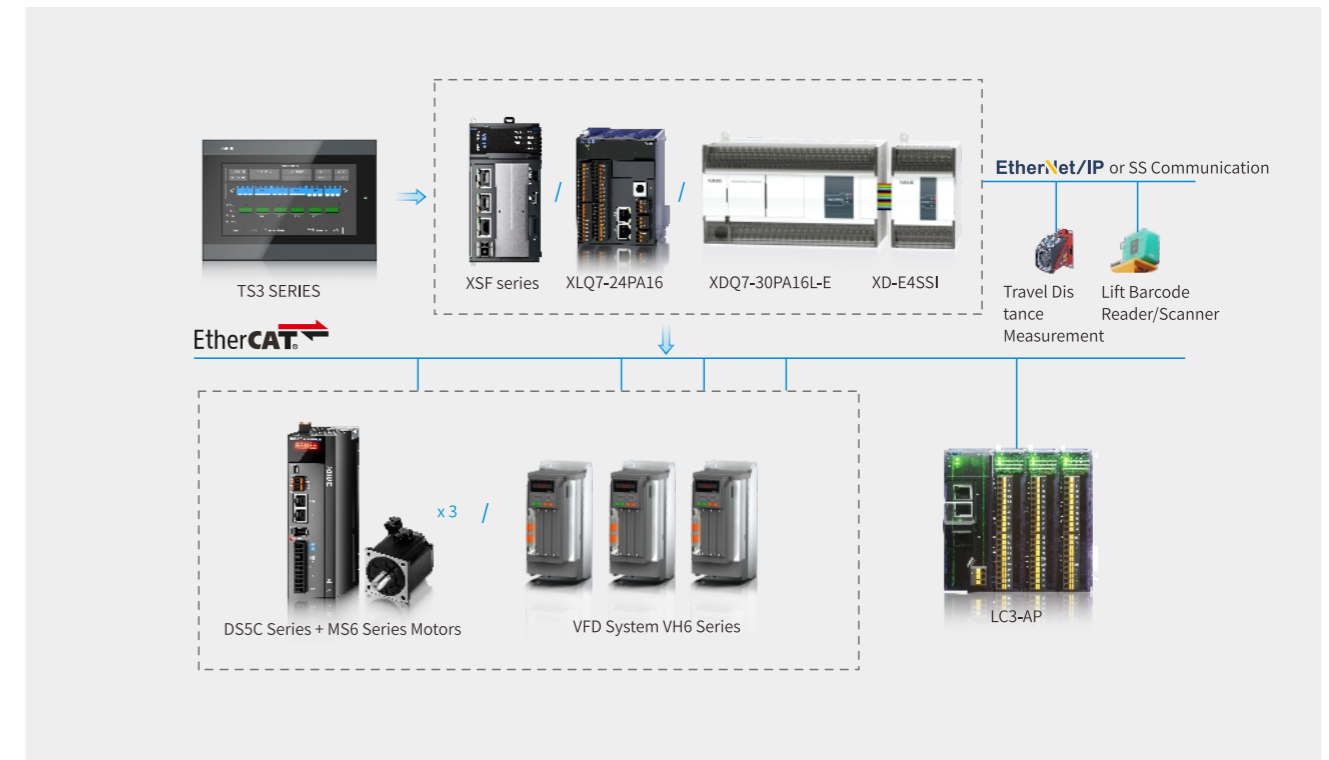 EtherNet/IP or SS Communication
/
/
TS3 SERIES
XSF series
XLQ7-24PA16
XDQ7-30PA16L-E
XD-E4SSI
Travel Dis
tance
Measurement
Lift Barcode
Reader/Scanner
EtherCAT®
XINJE
x 3
/
DS5C Series + MS6 Series Motors
VFD System VH6 Series
LC3-AP